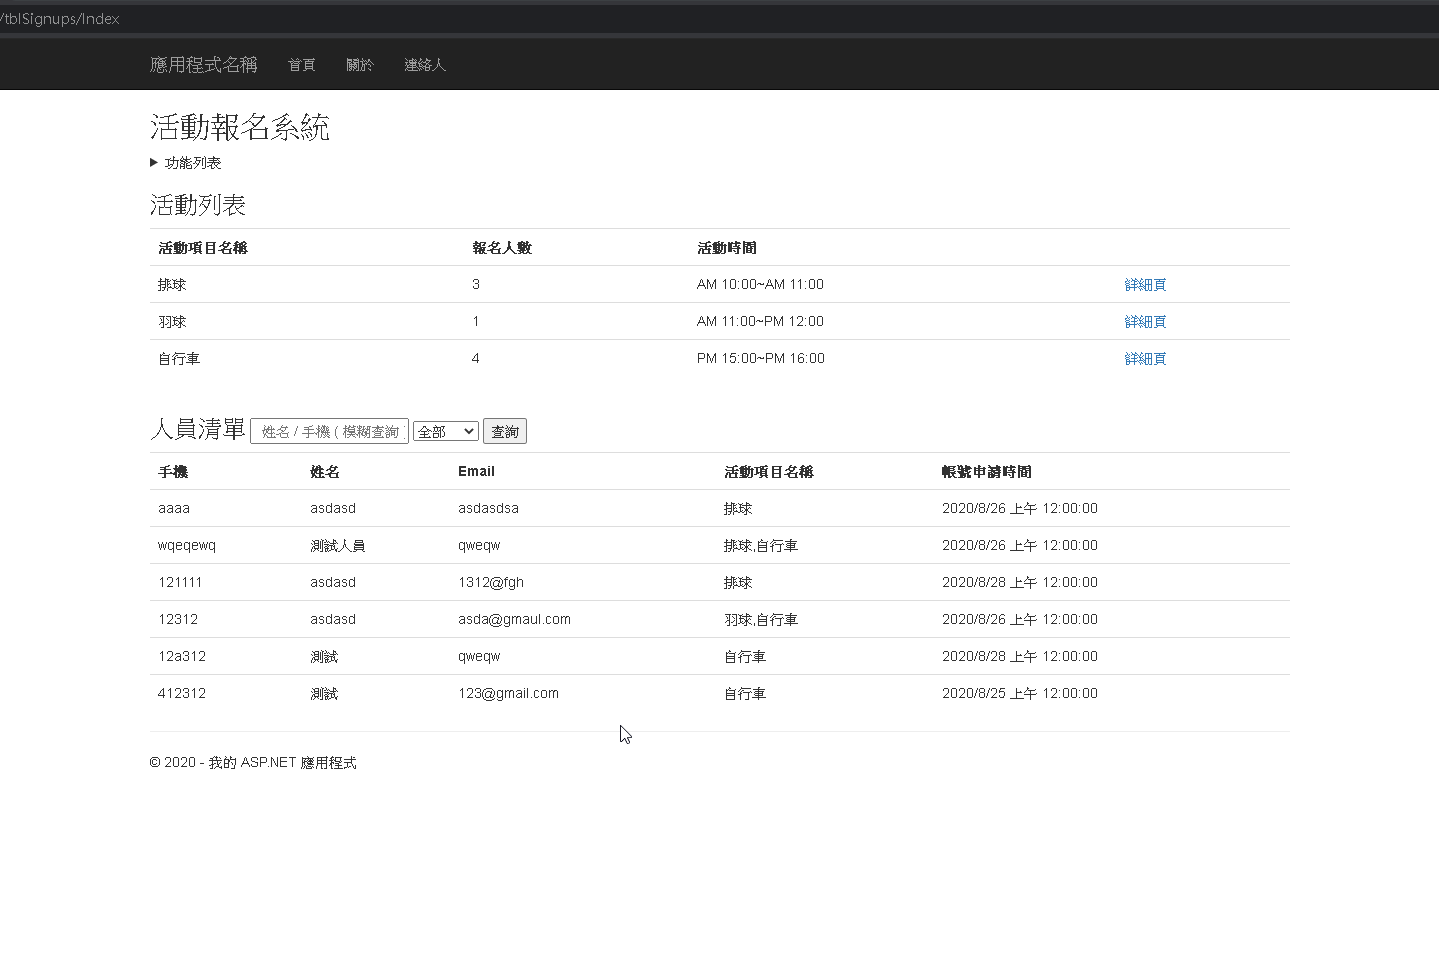 /tblSignups/Index
應用程式名稱 首頁 關於 連絡人
活動報名系統
▶ 功能列表
活動列表
活動項目名稱 報名人數 活動時間
排球 3 AM 10:00~AM 11:00 詳細頁
羽球 1 AM 11:00~PM 12:00 詳細頁
自行車 4 PM 15:00~PM 16:00 詳細頁
人員清單 姓名 / 手機 ( 模糊查詢 ) 全部 查詢
手機 姓名 Email 活動項目名稱 帳號申請時間
aaaa asdasd asdasdsa 排球 2020/8/26 上午 12:00:00
wqeqewq 測試人員 qweqw 排球,自行車 2020/8/26 上午 12:00:00
121111 asdasd 1312@fgh 排球 2020/8/28 上午 12:00:00
12312 asdasd asda@gmaul.com 羽球,自行車 2020/8/26 上午 12:00:00
12a312 測試 qweqw 自行車 2020/8/28 上午 12:00:00
412312 測試 123@gmail.com 自行車 2020/8/25 上午 12:00:00
© 2020 - 我的 ASP.NET 應用程式